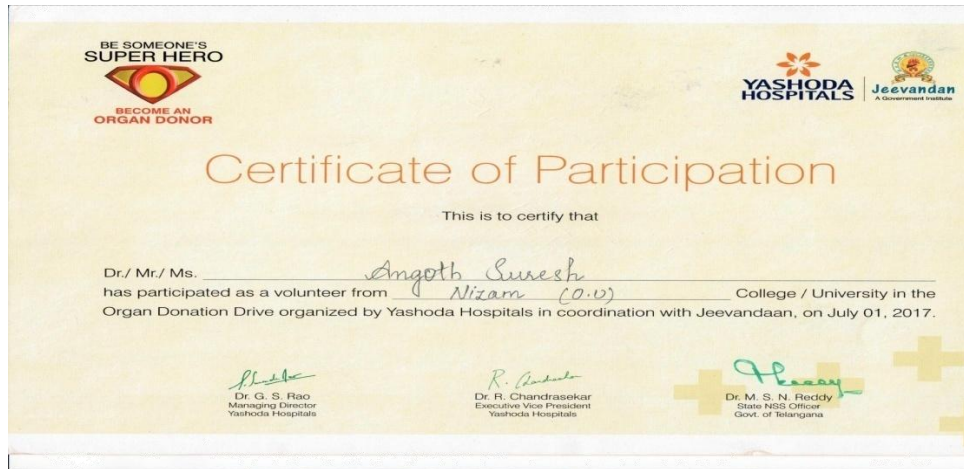 BE SOMEONE'S
SUPER HERO
BECOME AN
ORGAN DONOR
YASHODA
HOSPITALS
Jeevandan
A Government Institute
Certificate of Participation
This is to certify that
Dr./ Mr./ Ms. Angoth Suresh
has participated as a volunteer from Nizam (O.U) College / University in the
Organ Donation Drive organized by Yashoda Hospitals in coordination with Jeevandaan, on July 01, 2017.
R. Chandrasekar
Dr. G. S. Rao
Managing Director
Yashoda Hospitals
Dr. R. Chandrasekar
Executive Vice President
Yashoda Hospitals
Dr. M. S. N. Reddy
State NSS Officer
Govt. of Telangana